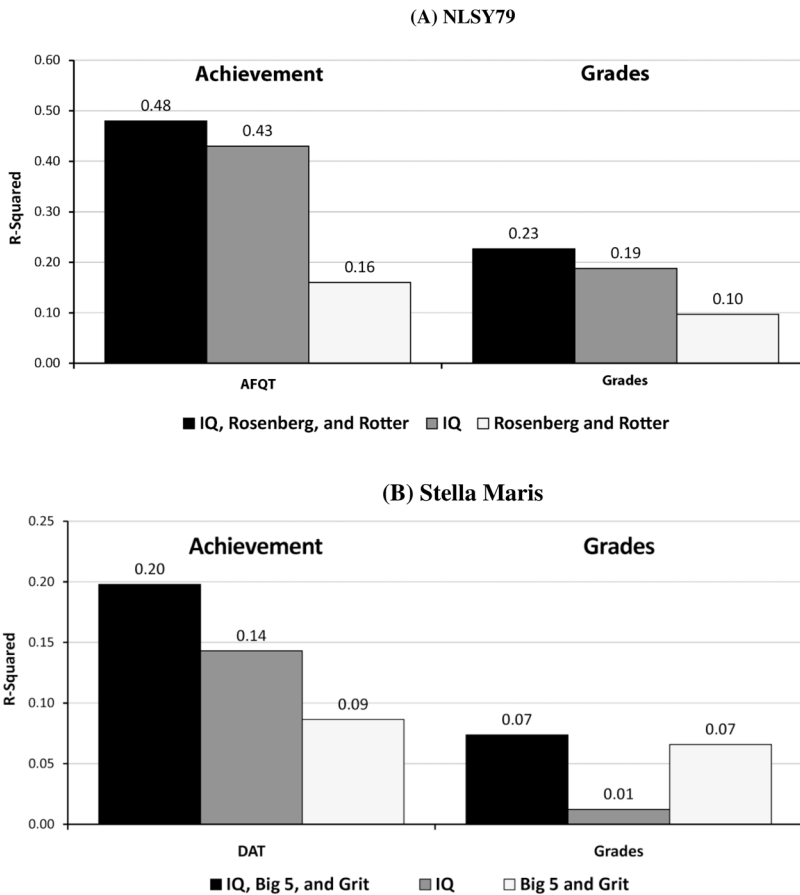 (A) NLSY79
0.60
0.50
0.40
0.30
0.20
0.10
0.00
R-Squared
Achievement
Grades
0.48
0.43
0.16
0.23
0.19
0.10
AFQT
Grades
IQ, Rosenberg, and Rotter IQ Rosenberg and Rotter
(B) Stella Maris
0.25
0.20
0.15
0.10
0.05
0.00
R-Squared
Achievement
Grades
0.20
0.14
0.09
0.07
0.01
0.07
DAT
Grades
IQ, Big 5, and Grit IQ Big 5 and Grit